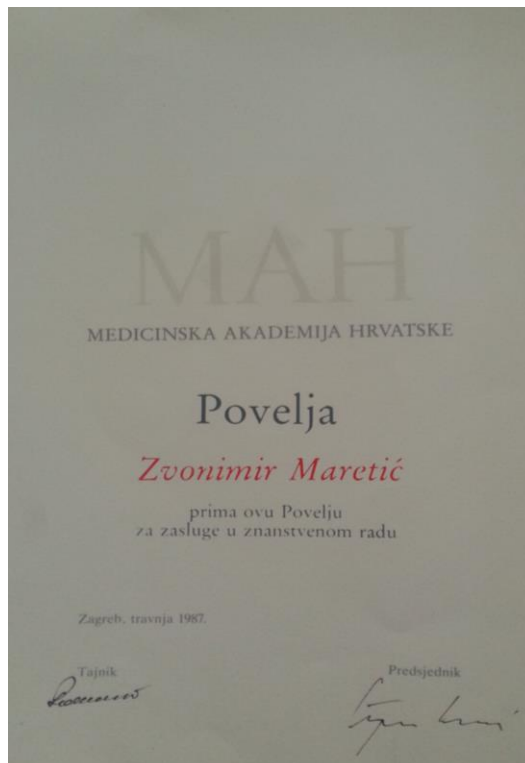 MAH
MEDICINSKA AKADEMIJA HRVATSKE
Povelja
Zvonimir Maretić
prima ovu Povelju
za zasluge u znanstvenom radu
Zagreb, travnja 1987.
Tajnik
Predsjednik